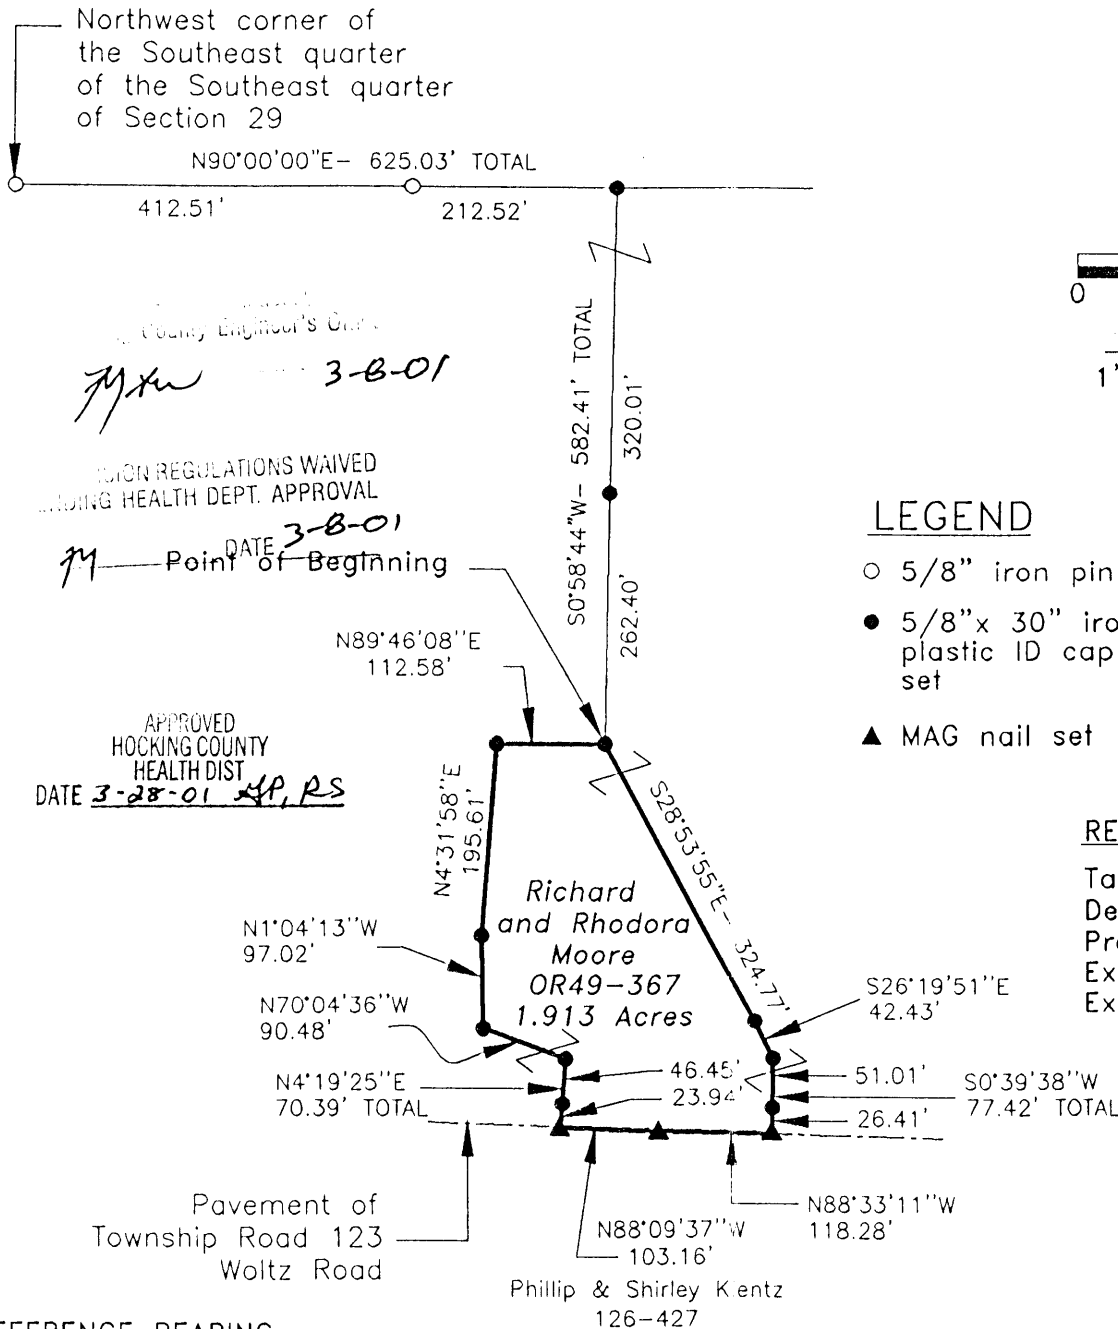 Northwest corner of
the Southeast quarter
of the Southeast quarter
of Section 29
N90°00'00"E- 625.03' TOTAL
412.51'
212.52'
0
1"
County Engineer's
3-8-01
S0°58'44"W- 582.41' TOTAL
320.01'
262.40'
REGULATIONS WAIVED
HEALTH DEPT. APPROVAL
DATE 3-8-01
Point of Beginning
LEGEND
5/8" iron pin
5/8"x 30" iro
plastic ID cap
set
MAG nail set
N89°46'08"E
112.58'
APPROVED
HOCKING COUNTY
HEALTH DIST
DATE 3-28-01 RS
N4°31'58"E
195.61'
S28°53'55"E- 324.77'
RE
Ta
De
Pr
Ex
Ex
Richard
and Rhodora
Moore
OR49-367
1.913 Acres
N1°04'13"W
97.02'
N70°04'36"W
90.48'
S26°19'51"E
42.43'
N4°19'25"E
70.39' TOTAL
46.45'
23.94'
51.01'
26.41'
S0°39'38"W
77.42' TOTAL
Pavement of
Township Road 123
Woltz Road
N88°09'37"W
103.16'
N88°33'11"W
118.28'
Phillip & Shirley
126-427
FERENCE BEARING